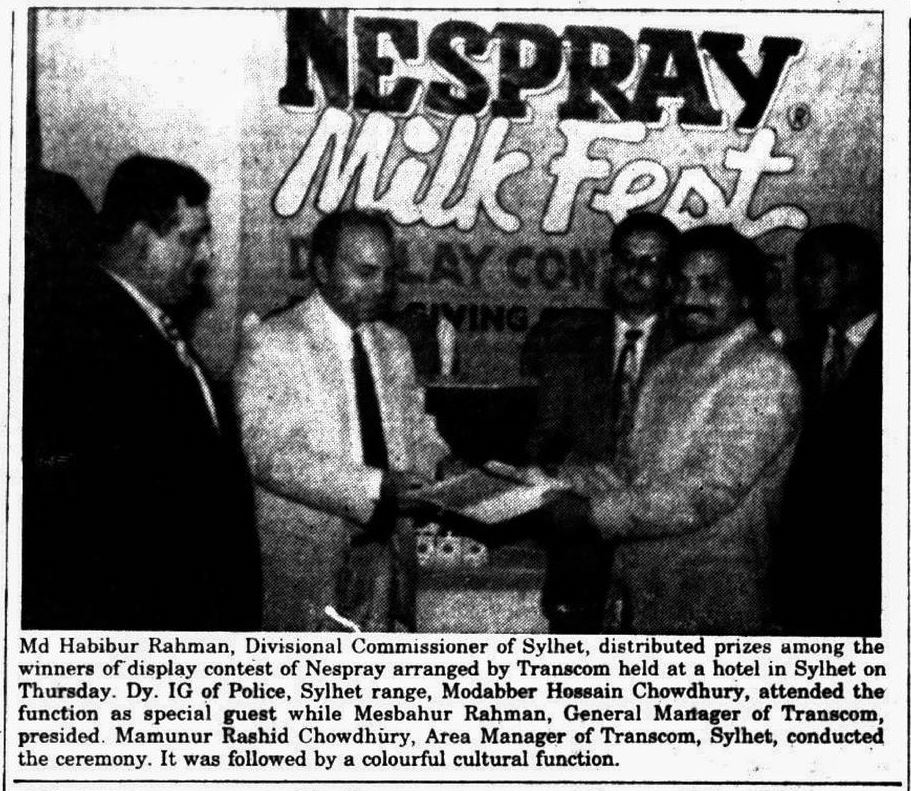 NESPRAY®
Milk Fest
LAY CON
GIVING
Md Habibur Rahman, Divisional Commissioner of Sylhet, distributed prizes among the
winners of display contest of Nespray arranged by Transcom held at a hotel in Sylhet on
Thursday. Dy. IG of Police, Sylhet range, Modabber Hossain Chowdhury, attended the
function as special guest while Mesbahur Rahman, General Manager of Transcom,
presided. Mamunur Rashid Chowdhury, Area Manager of Transcom, Sylhet, conducted
the ceremony. It was followed by a colourful cultural function.